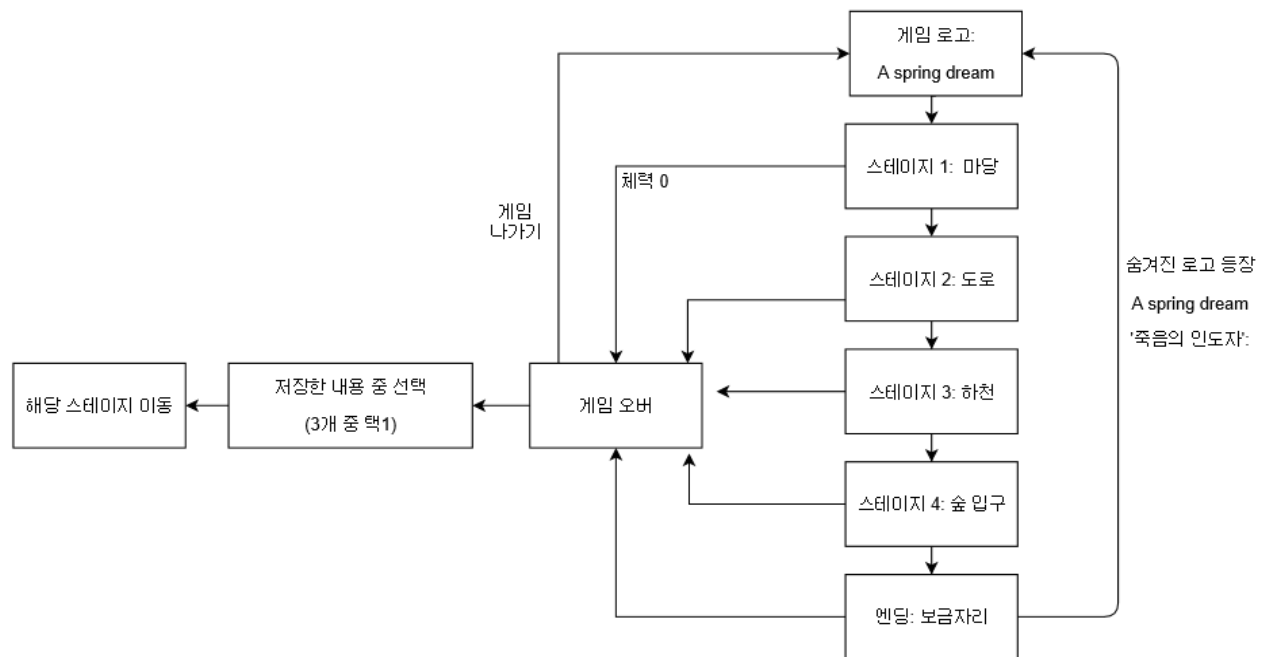 게임 로고:
A spring dream
스테이지 1: 마당
체력 0
게임
나가기
스테이지 2: 도로
숨겨진 로고 등장
A spring dream
'죽음의 인도자':
해당 스테이지 이동
저장한 내용 중 선택
(3개 중 택1)
게임 오버
스테이지 3: 하천
스테이지 4: 숲 입구
엔딩: 보금자리